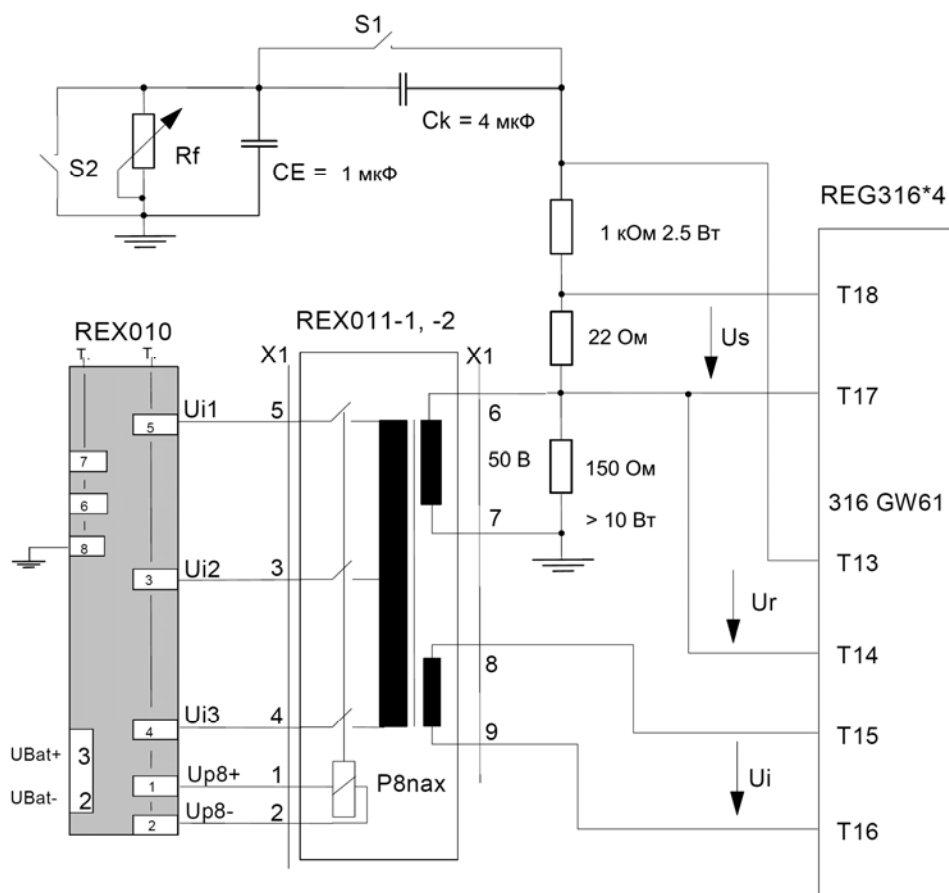 S1
Ck = 4 мкФ
S2
Rf
CE = 1 мкФ
REG316*4
1 кОм 2.5 Вт
T18
REX011-1, -2
REX010
T.
T..
X1
X1
22 Ом
Us
Ui1
5
5
6
T17
7
50 В
150 Ом
6
316 GW61
7
> 10 Вт
8
T13
Ui2
3
3
Ur
8
T14
Ui3
4
4
9
T15
UBat+
3
Up8+
1
1
P8nax
Ui
UBat-
2
Up8-
2
2
T16